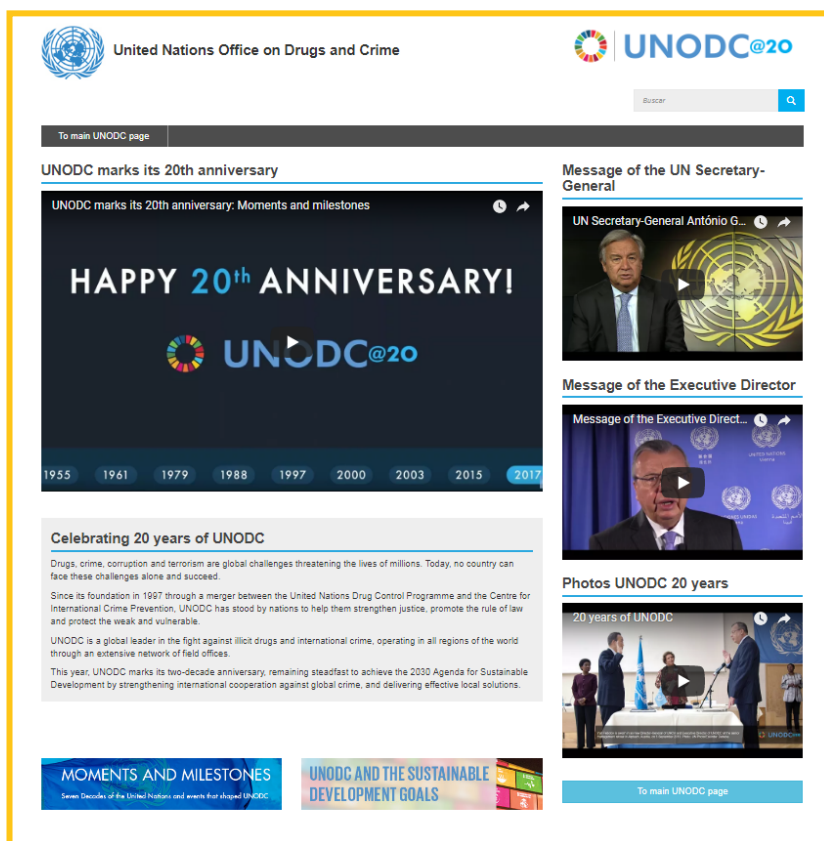 United Nations Office on Drugs and Crime
UNODC@20
Buscar
To main UNODC page
UNODC marks its 20th anniversary
UNODC marks its 20th anniversary: Moments and milestones
HAPPY 20th ANNIVERSARY!
UNODC@20
1955 1961 1979 1988 1997 2000 2003 2015 2017
Celebrating 20 years of UNODC
Drugs, crime, corruption and terrorism are global challenges threatening the lives of millions. Today, no country can
face these challenges alone and succeed.
Since its foundation in 1997 through a merger between the United Nations Drug Control Programme and the Centre for
International Crime Prevention, UNODC has stood by nations to help them strengthen justice, promote the rule of law
and protect the weak and vulnerable.
UNODC is a global leader in the fight against illicit drugs and international crime, operating in all regions of the world
through an extensive network of field offices.
This year, UNODC marks its two-decade anniversary, remaining steadfast to achieve the 2030 Agenda for Sustainable
Development by strengthening international cooperation against global crime, and delivering effective local solutions.
MOMENTS AND MILESTONES
Seven Decades of the United Nations and events that shaped UNODC
UNODC AND THE SUSTAINABLE
DEVELOPMENT GOALS
Message of the UN Secretary-
General
UN Secretary-General António G...
Message of the Executive Director
Message of the Executive Direct...
UNITED NATIONS
Photos UNODC 20 years
20 years of UNODC
UNODC@20
To main UNODC page